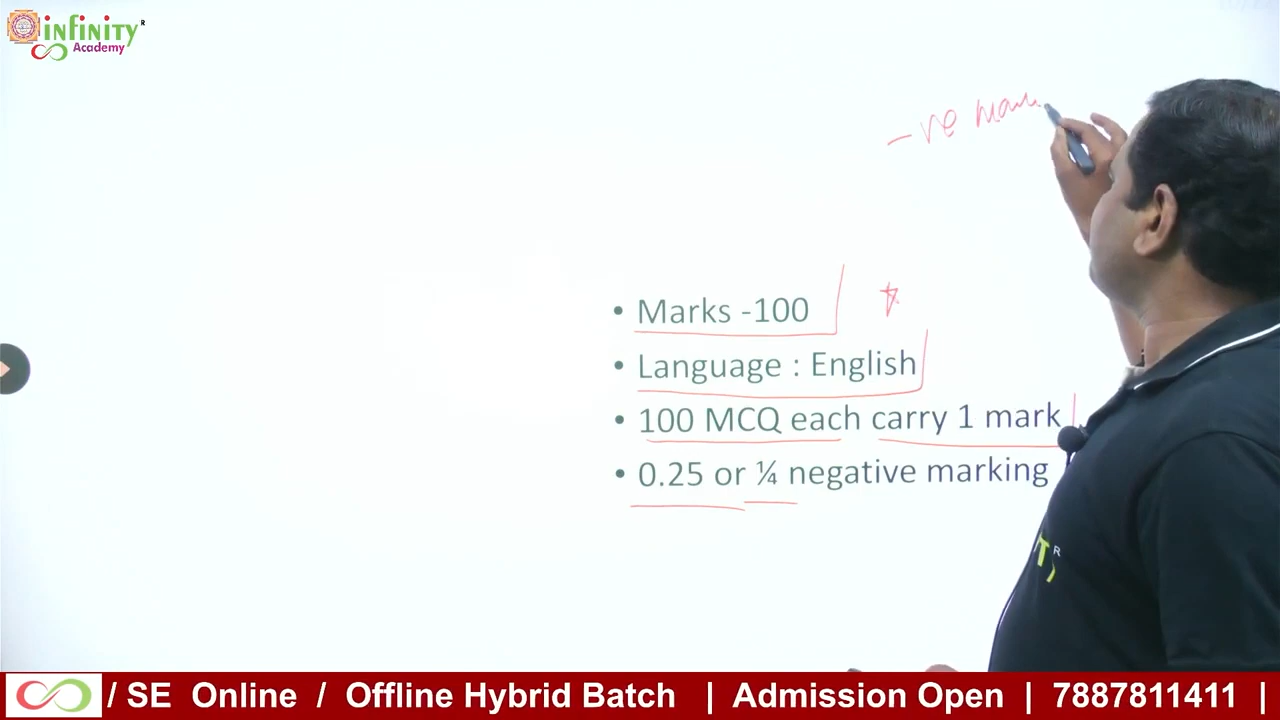 infinity R
Academy
-ve mar
• Marks -100
• Language : English
• 100 MCQ each carry 1 mark
• 0.25 or ¼ negative marking
R
/ SE Online / Offline Hybrid Batch | Admission Open | 7887811411 |